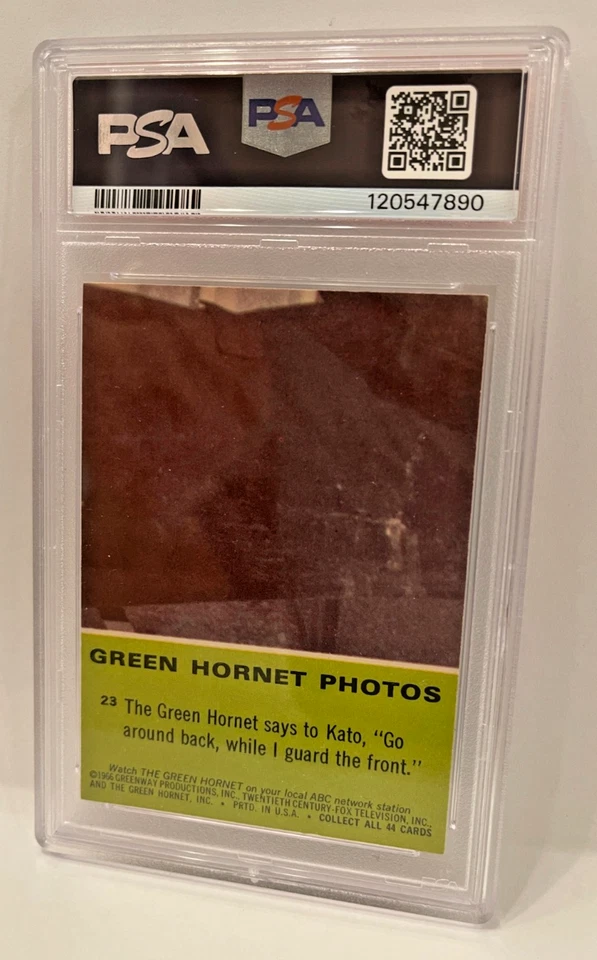 PSA
PSA
120547890
GREEN HORNET PHOTOS
23 The Green Hornet says to Kato, "Go
around back, while I guard the front."
Watch THE GREEN HORNET on your local ABC network station
©1966 GREENWAY PRODUCTIONS, INC., TWENTIETH CENTURY-FOX TELEVISION, INC.,
AND THE GREEN HORNET, INC. • PRTD. IN U.S.A. • COLLECT ALL 44 CARDS